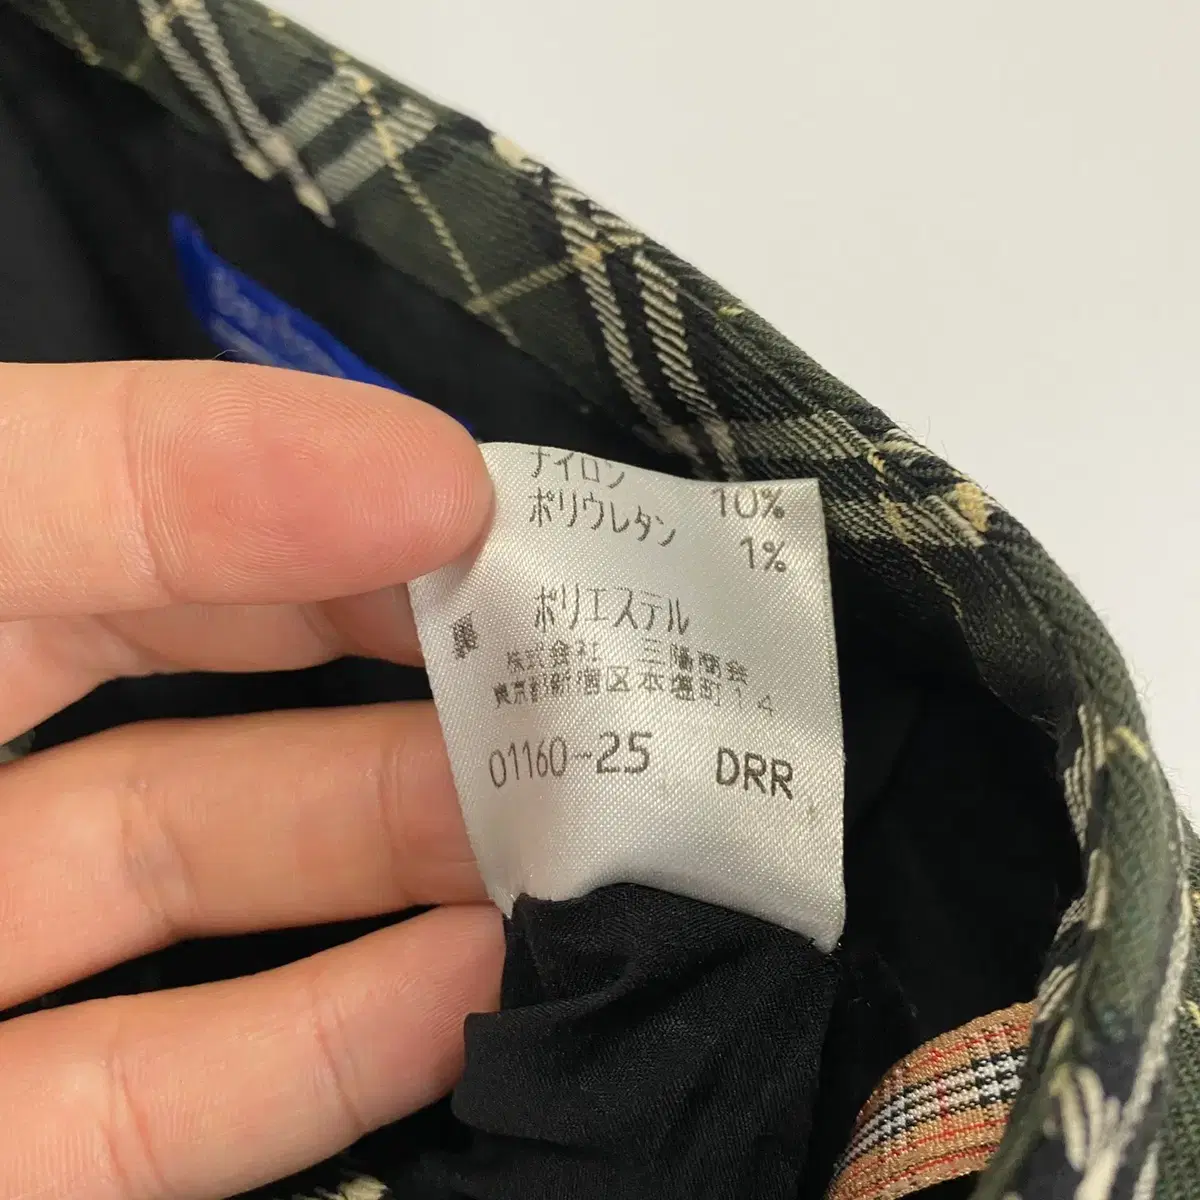 ナイロン 10%
ポリウレタン 1%
裏 ポリエステル
株式会社 三陽商会
東京都新宿区本塩町14
01160-25 DRR